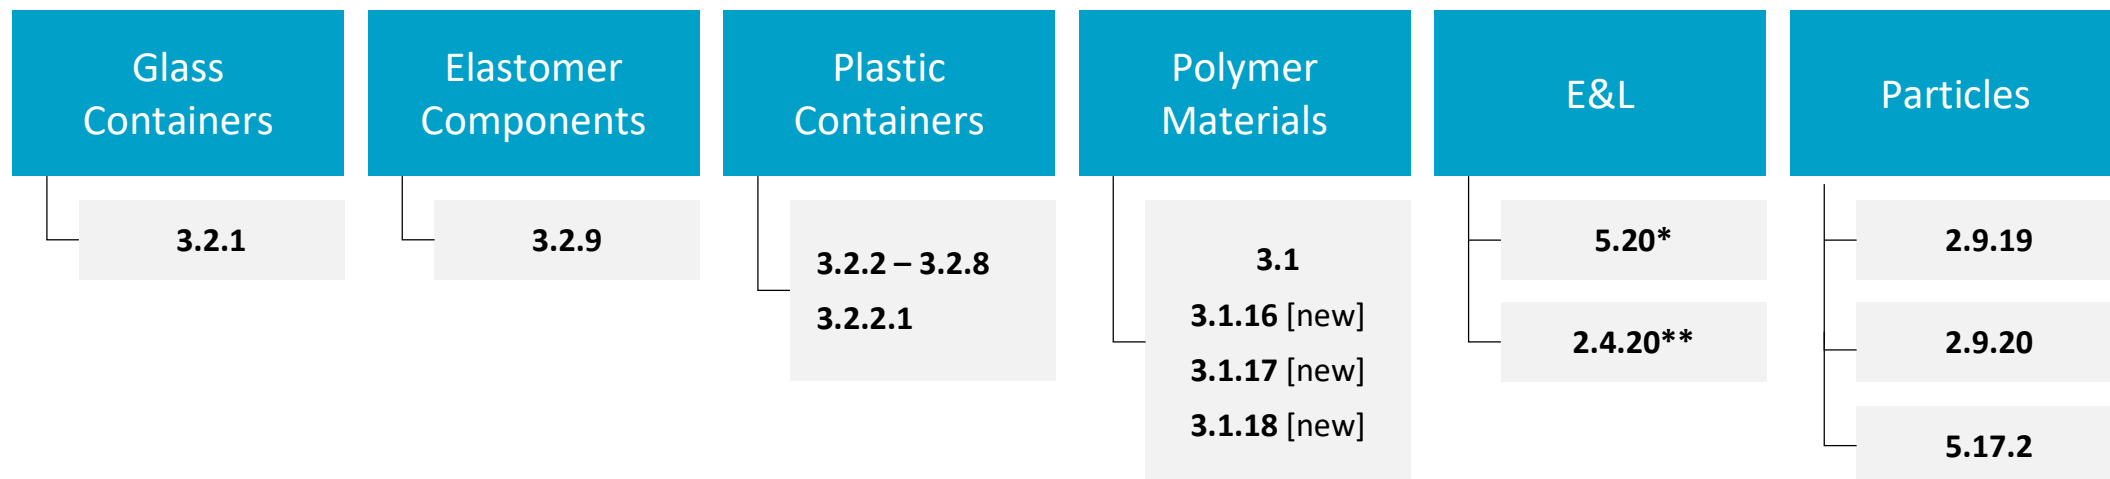 Glass
Containers
3.2.1
Elastomer
Components
3.2.9
Plastic
Containers
3.2.2 – 3.2.8
3.2.2.1
Polymer
Materials
3.1
3.1.16 [new]
3.1.17 [new]
3.1.18 [new]
E&L
5.20*
2.4.20**
Particles
2.9.19
2.9.20
5.17.2